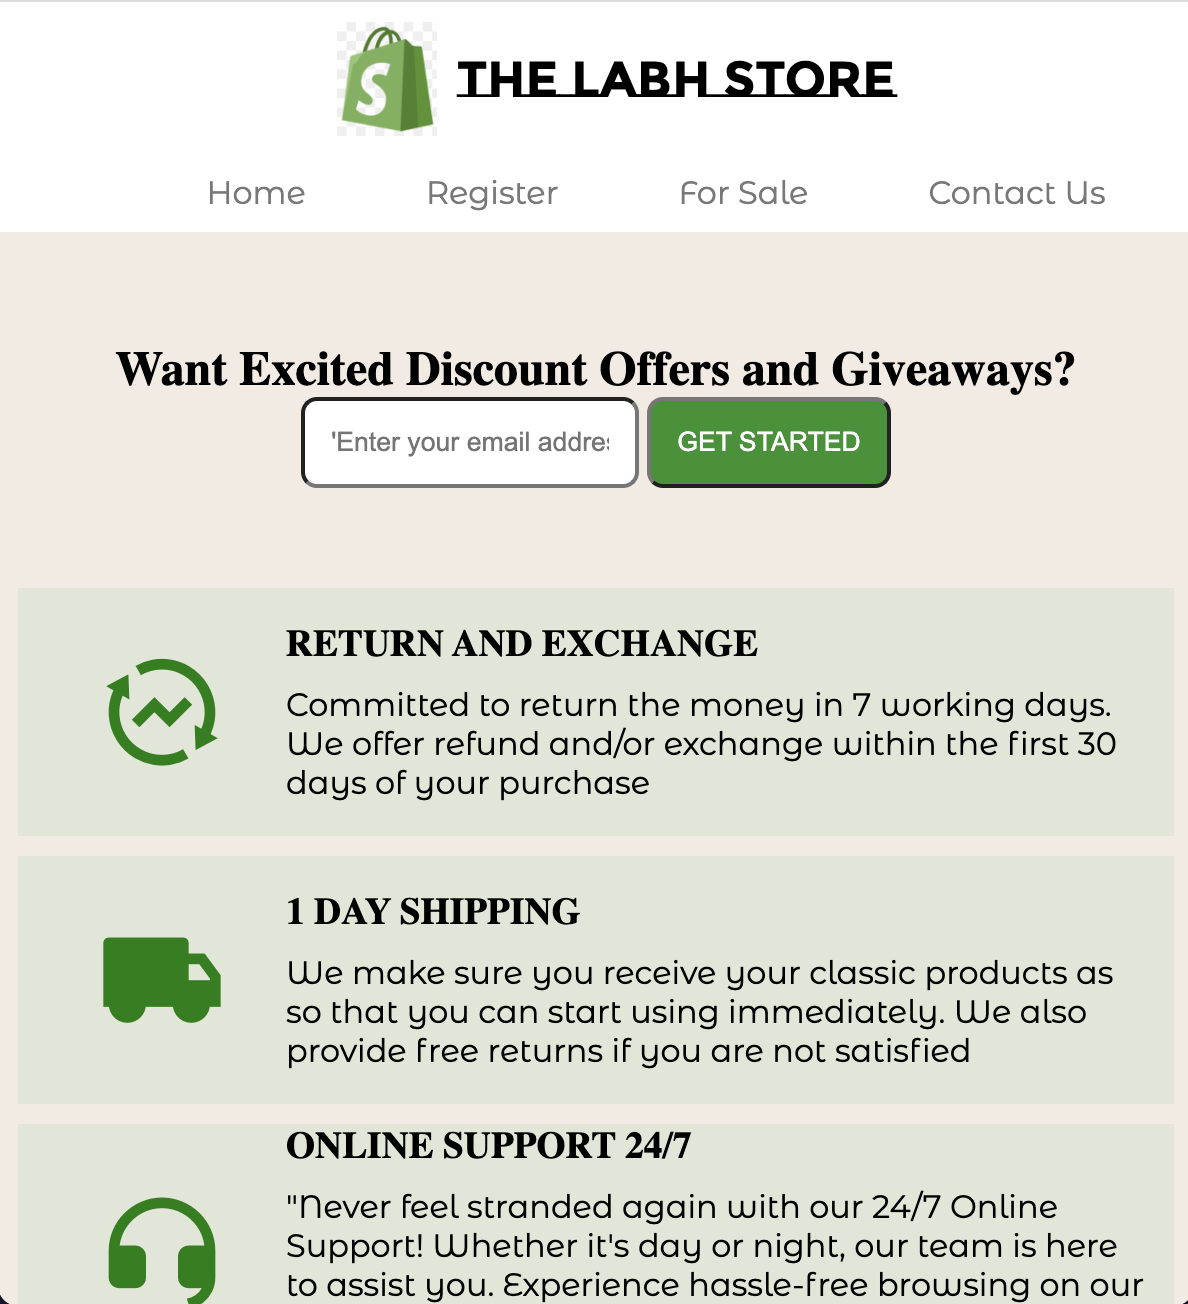 S
THE LABH STORE
Home Register For Sale Contact Us
Want Excited Discount Offers and Giveaways?
'Enter your email addres GET STARTED
RETURN AND EXCHANGE
Committed to return the money in 7 working days.
We offer refund and/or exchange within the first 30
days of your purchase
1 DAY SHIPPING
We make sure you receive your classic products as
so that you can start using immediately. We also
provide free returns if you are not satisfied
ONLINE SUPPORT 24/7
"Never feel stranded again with our 24/7 Online
Support! Whether it's day or night, our team is here
to assist you. Experience hassle-free browsing on our